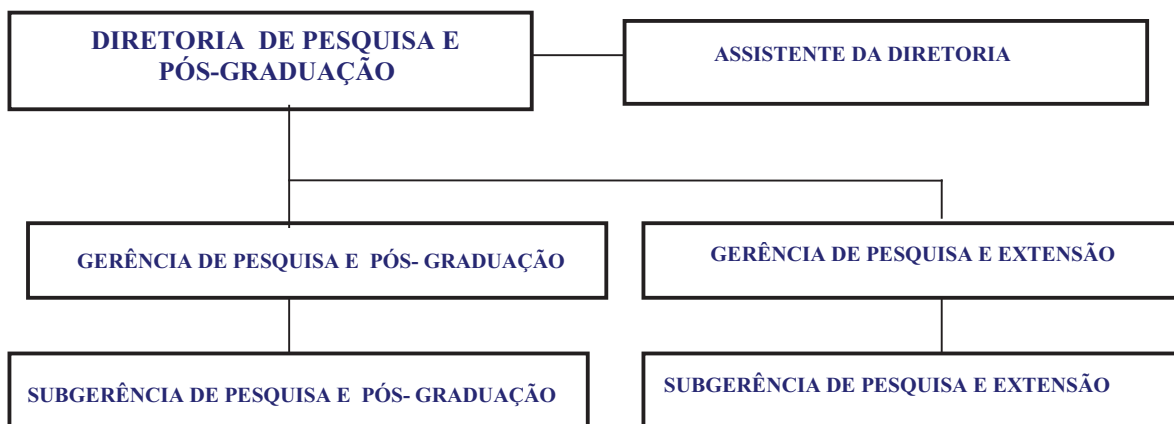 DIRETORIA DE PESQUISA E
PÓS-GRADUAÇÃO
ASSISTENTE DA DIRETORIA
GERÊNCIA DE PESQUISA E PÓS- GRADUAÇÃO
GERÊNCIA DE PESQUISA E EXTENSÃO
SUBGERÊNCIA DE PESQUISA E PÓS- GRADUAÇÃO
SUBGERÊNCIA DE PESQUISA E EXTENSÃO